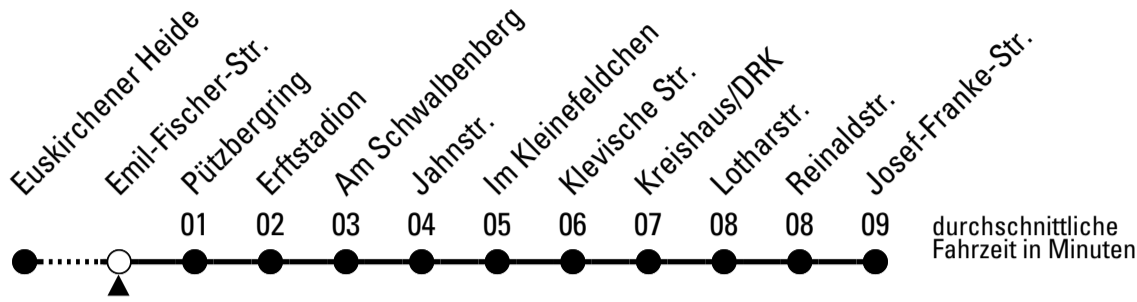 Euskirchener Heide
Emil-Fischer-Str.
Pützbergring
Erftstadion
Am Schwalbenberg
Jahnstr.
Im Kleinefeldchen
Klevische Str.
Kreishaus/DRK
Lotharstr.
Reinaldstr.
Josef-Franke-Str.
01 02 03 04 05 06 07 08 08 09
durchschnittliche
Fahrzeit in Minuten